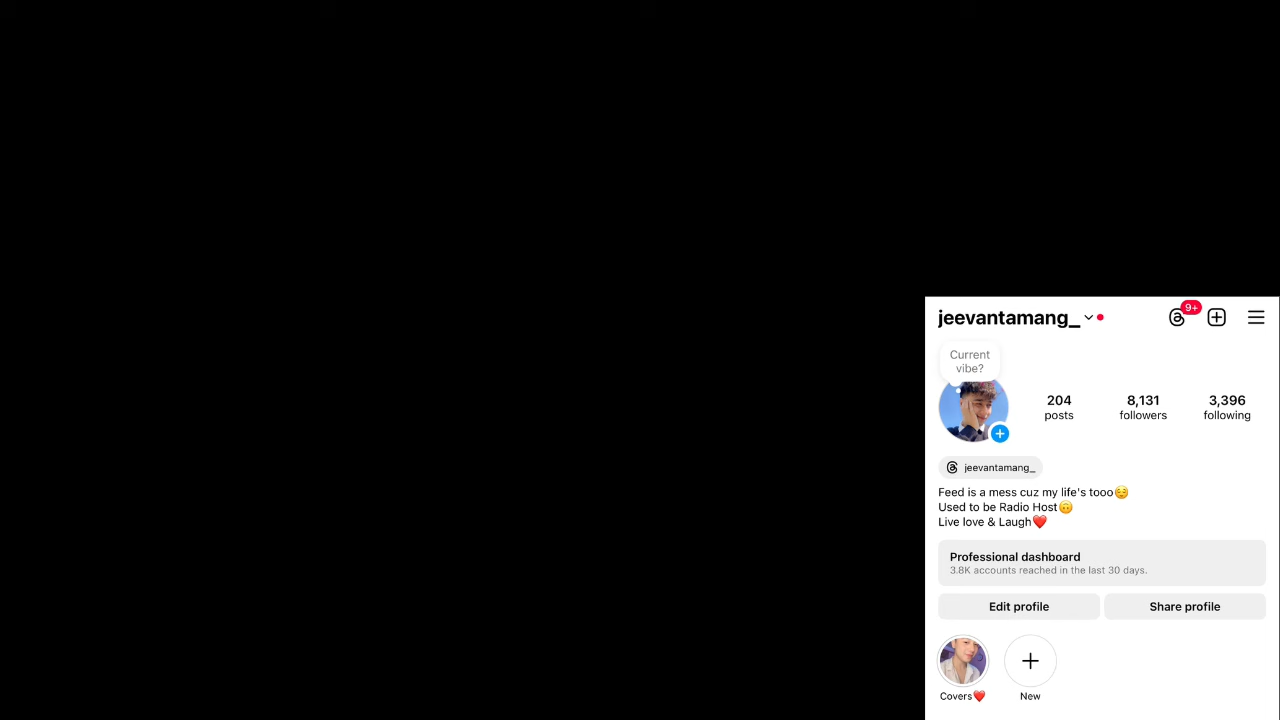 jeevantamang_
9+
Current
vibe?
204
posts
8,131
followers
3,396
following
jeevantamang_
Feed is a mess cuz my life's tooo😌
Used to be Radio Host🙃
Live love & Laugh❤️
Professional dashboard
3.8K accounts reached in the last 30 days.
Edit profile
Share profile
Covers❤️
New